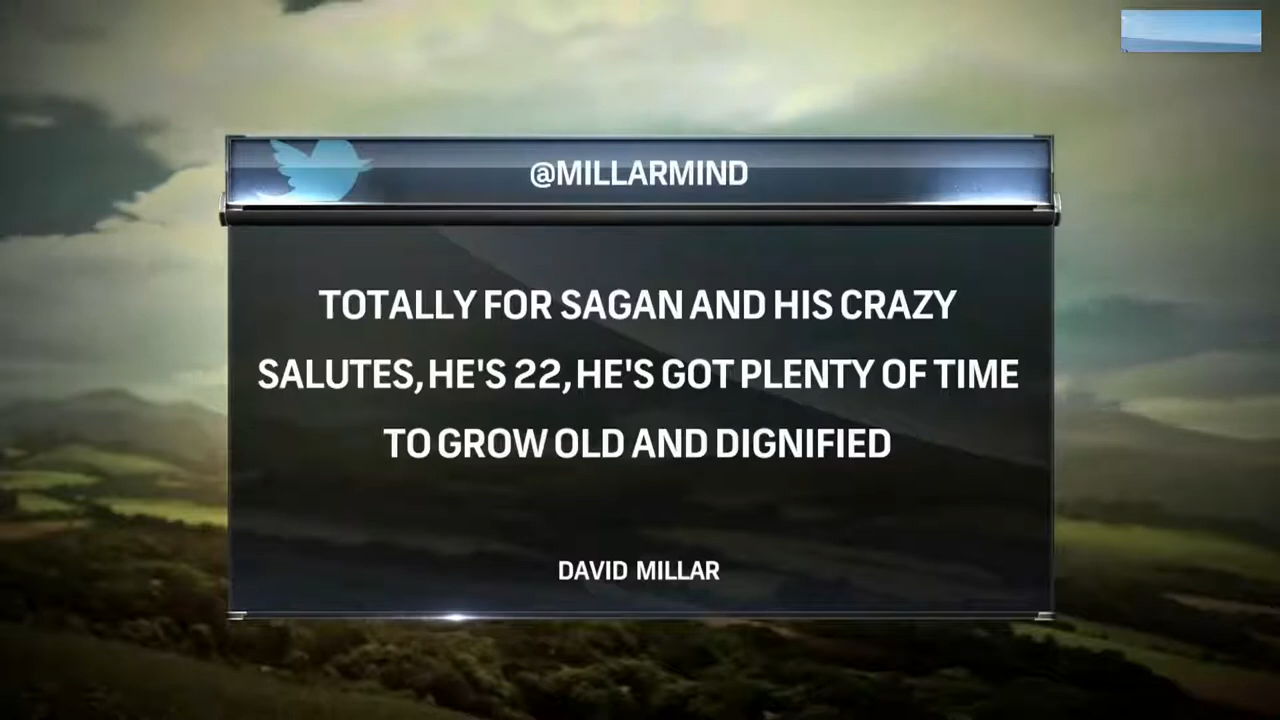 @MILLARMIND
TOTALLY FOR SAGAN AND HIS CRAZY
SALUTES, HE'S 22, HE'S GOT PLENTY OF TIME
TO GROW OLD AND DIGNIFIED
DAVID MILLAR